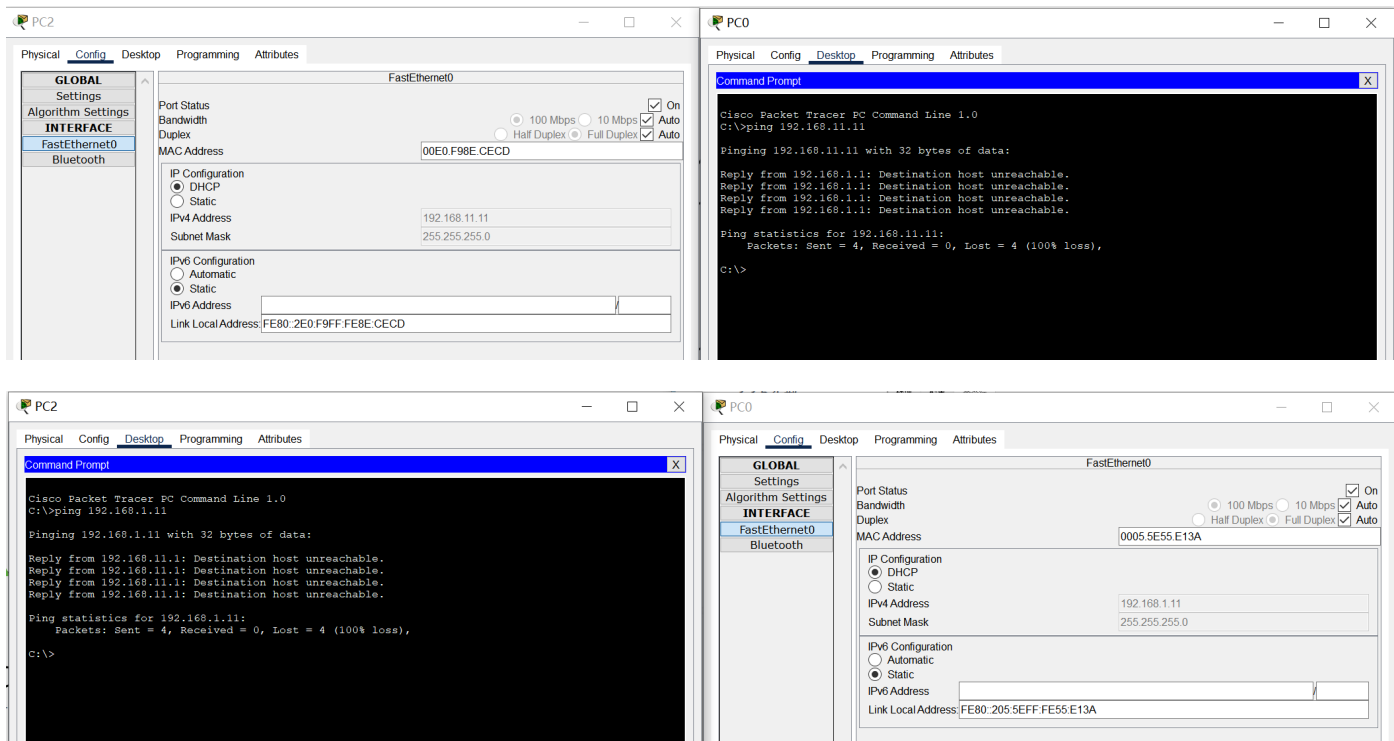 PC2
Physical Config Desktop Programming Attributes
GLOBAL
Settings
Algorithm Settings
INTERFACE
FastEthernet0
Bluetooth
FastEthernet0
Port Status On
Bandwidth 100 Mbps 10 Mbps Auto
Duplex Half Duplex Full Duplex Auto
MAC Address 00E0.F98E.CECD
IP Configuration
DHCP
Static
IPv4 Address 192.168.11.11
Subnet Mask 255.255.255.0
IPv6 Configuration
Automatic
Static
IPv6 Address /
Link Local Address: FE80::2E0:F9FF:FE8E:CECD
PC0
Physical Config Desktop Programming Attributes
Command Prompt X
Cisco Packet Tracer PC Command Line 1.0
C:\>ping 192.168.11.11
Pinging 192.168.11.11 with 32 bytes of data:
Reply from 192.168.1.1: Destination host unreachable.
Reply from 192.168.1.1: Destination host unreachable.
Reply from 192.168.1.1: Destination host unreachable.
Reply from 192.168.1.1: Destination host unreachable.
Ping statistics for 192.168.11.11:
Packets: Sent = 4, Received = 0, Lost = 4 (100% loss),
C:\>
PC2
Physical Config Desktop Programming Attributes
Command Prompt X
Cisco Packet Tracer PC Command Line 1.0
C:\>ping 192.168.1.11
Pinging 192.168.1.11 with 32 bytes of data:
Reply from 192.168.11.1: Destination host unreachable.
Reply from 192.168.11.1: Destination host unreachable.
Reply from 192.168.11.1: Destination host unreachable.
Reply from 192.168.11.1: Destination host unreachable.
Ping statistics for 192.168.1.11:
Packets: Sent = 4, Received = 0, Lost = 4 (100% loss),
C:\>
PC0
Physical Config Desktop Programming Attributes
GLOBAL
Settings
Algorithm Settings
INTERFACE
FastEthernet0
Bluetooth
FastEthernet0
Port Status On
Bandwidth 100 Mbps 10 Mbps Auto
Duplex Half Duplex Full Duplex Auto
MAC Address 0005.5E55.E13A
IP Configuration
DHCP
Static
IPv4 Address 192.168.1.11
Subnet Mask 255.255.255.0
IPv6 Configuration
Automatic
Static
IPv6 Address /
Link Local Address: FE80::205:5EFF:FE55:E13A